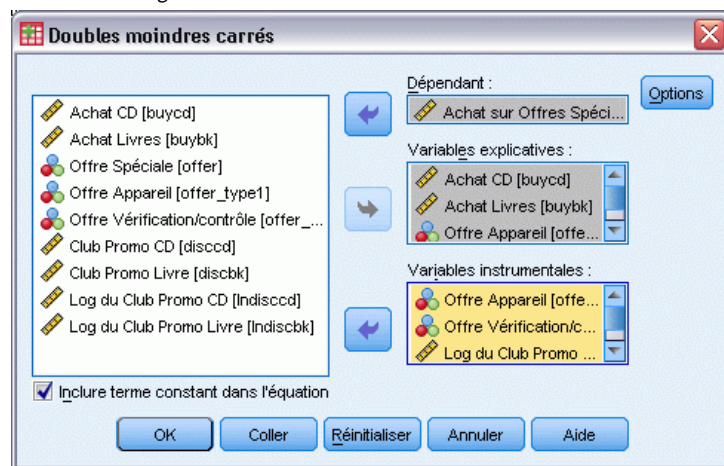 Doubles moindres carrés
Achat CD [buycd]
Achat Livres [buybk]
Offre Spéciale [offer]
Offre Appareil [offer_type1]
Offre Vérification/contrôle [offer_...
Club Promo CD [disccd]
Club Promo Livre [discbk]
Log du Club Promo CD [lndisccd]
Log du Club Promo Livre [lndiscbk]
Inclure terme constant dans l'équation
Dépendant :
Achat sur Offres Spéci...
Variables explicatives :
Achat CD [buycd]
Achat Livres [buybk]
Offre Appareil [offe...
Variables instrumentales :
Offre Appareil [offe...
Offre Vérification/c...
Log du Club Promo ...
Options
OK Coller Réinitialiser Annuler Aide